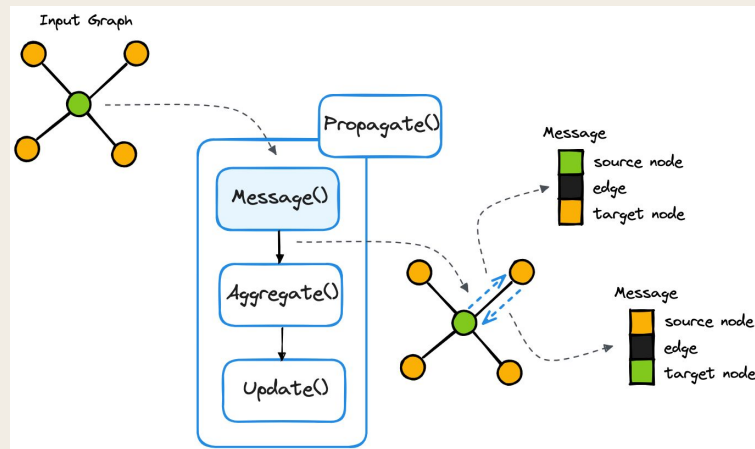 Input Graph
Propagate()
Message()
Aggregate()
Update()
Message
source node
edge
target node
Message
source node
edge
target node